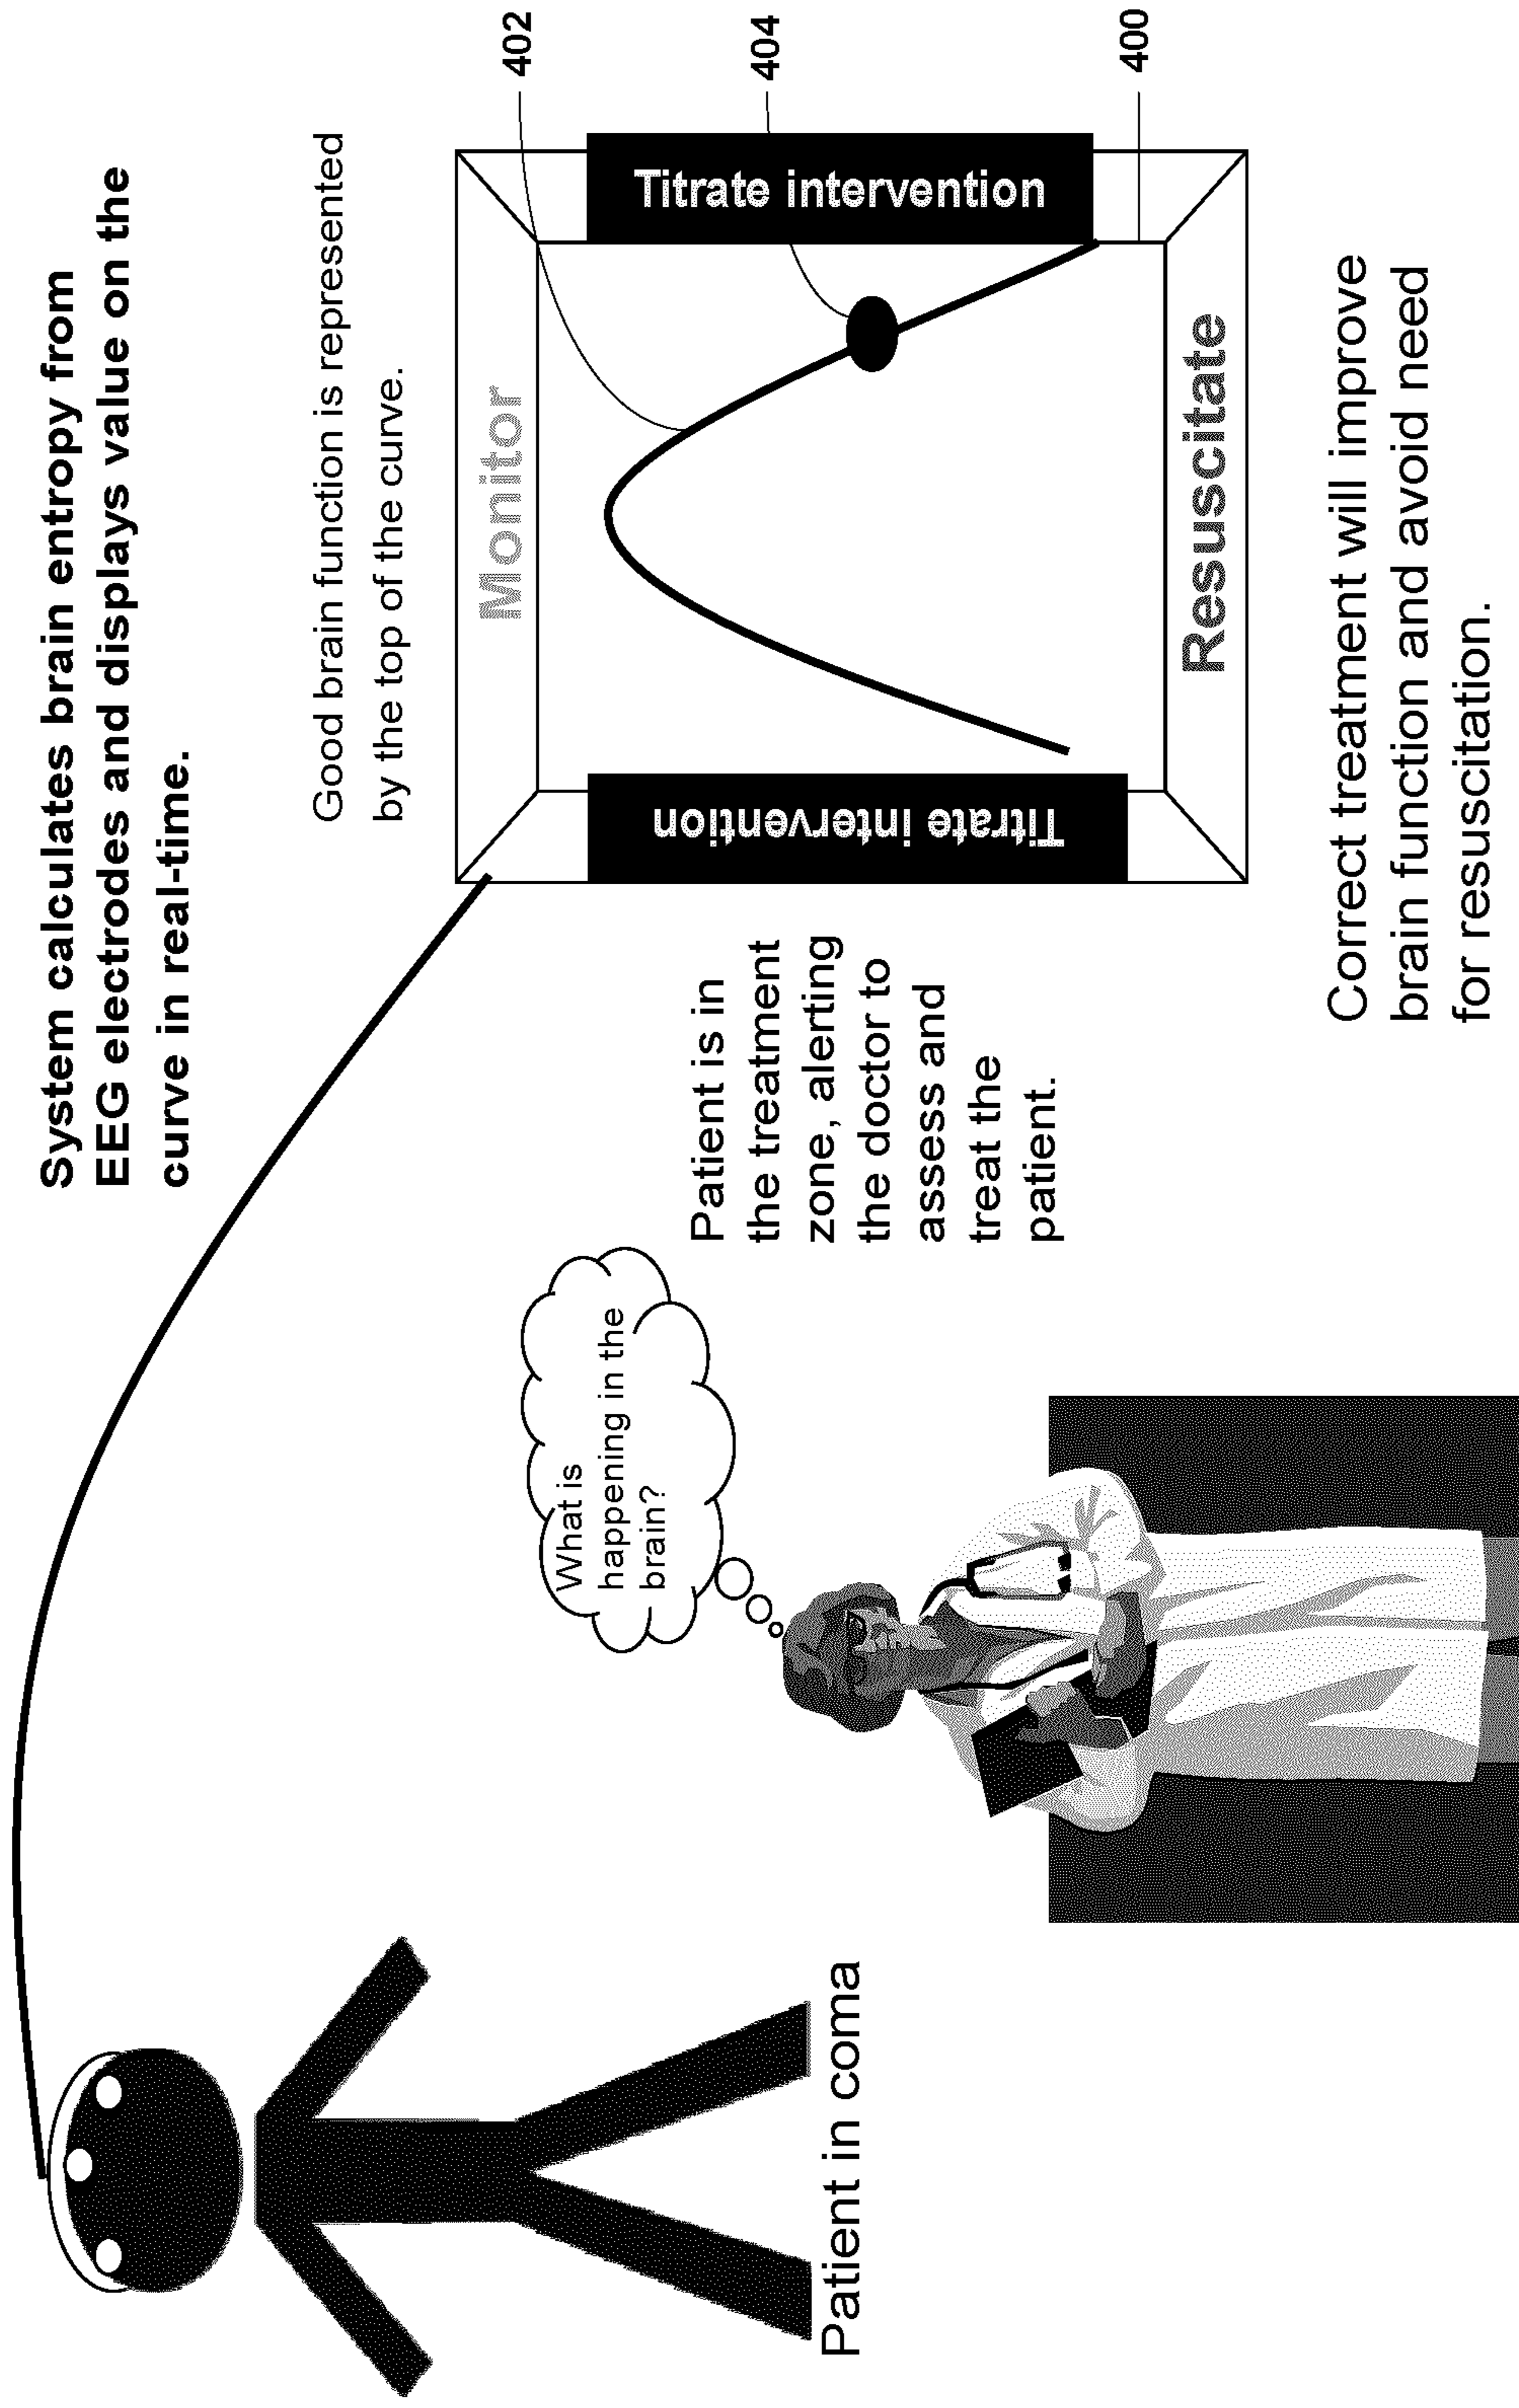 System calculates brain entropy from
EEG electrodes and displays value on the
curve in real-time.
Good brain function is represented
by the top of the curve.
402
404
400
Monitor
Titrate intervention
Titrate intervention
Resuscitate
What is
happening in the
brain?
Patient is in
the treatment
zone, alerting
the doctor to
assess and
treat the
patient.
Patient in coma
Correct treatment will improve
brain function and avoid need
for resuscitation.